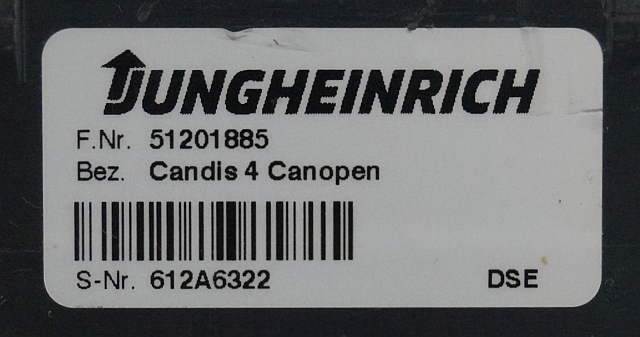 JUNGHEINRICH
F.Nr. 51201885
Bez. Candis 4 Canopen
S-Nr. 612A6322 DSE